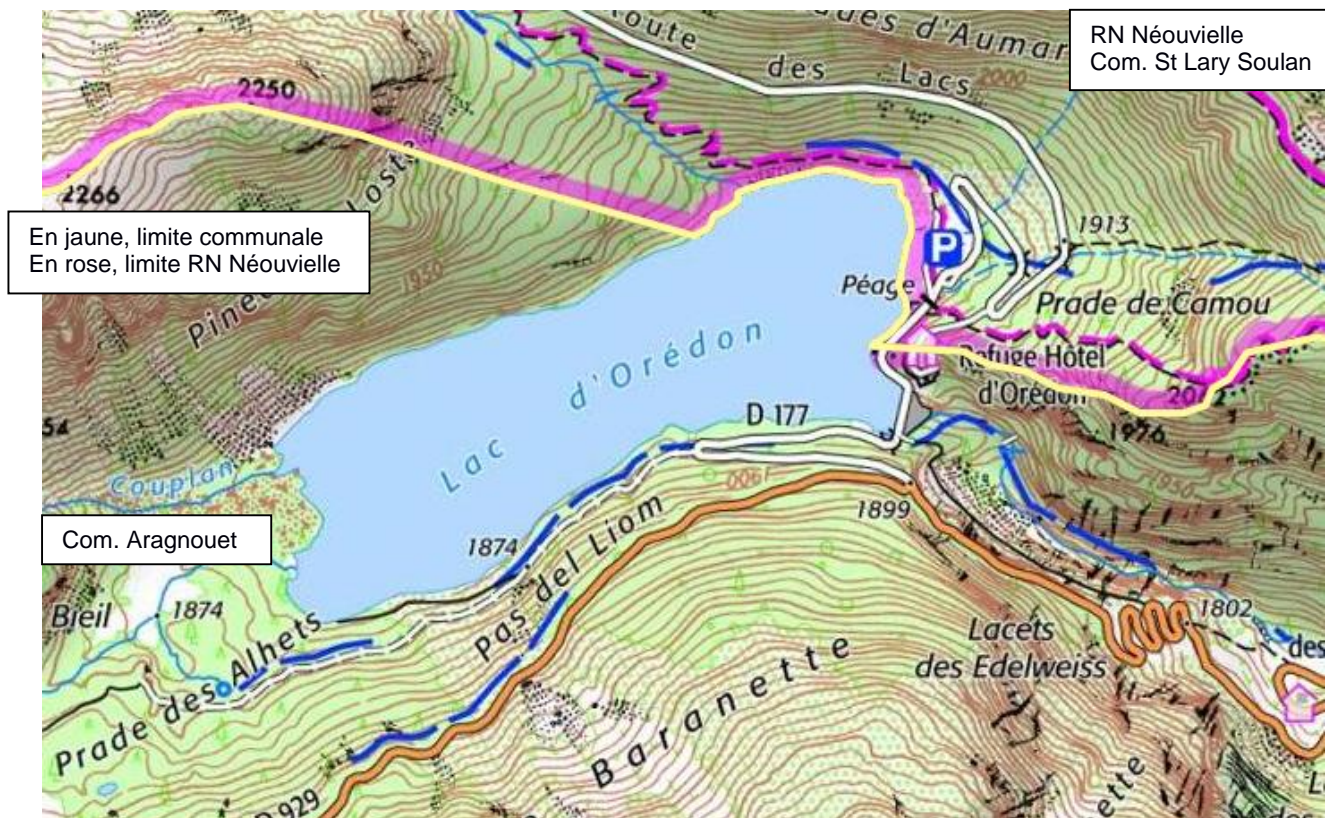 RN Néouvielle
Com. St Lary Soulan
Route
des
Lacs
d'Aumar
2000
2250
2266
En jaune, limite communale
En rose, limite RN Néouvielle
1950
1913
P
Péage
Prade de Camou
Refuge Hôtel
d'Orédon
1976
Lac
d'Orédon
D 177
1900
54
Couplan
Com. Aragnouet
1874
1899
Pas del Liom
Bieil
1874
1802
Lacets
des Edelweiss
des
Prade des Alhets
Baranette
D 929
ette